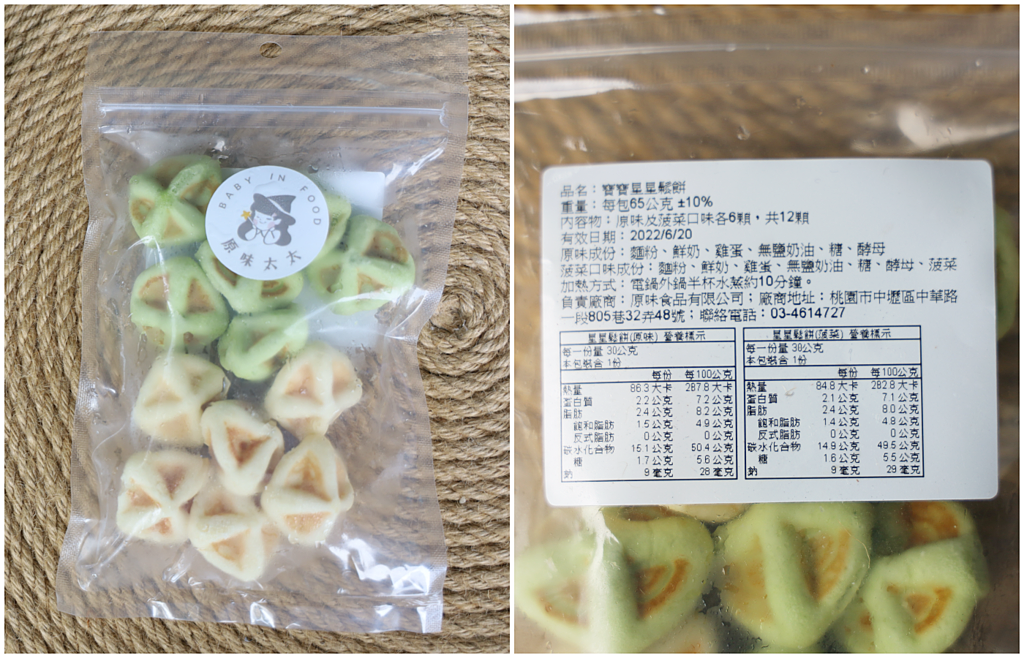 BABY IN FOOD
原味太太
品名：寶寶星星鬆餅
重量：每包65公克 ±10%
內容物：原味及菠菜口味各6顆，共12顆
有效日期：2022/6/20
原味成份：麵粉、鮮奶、雞蛋、無鹽奶油、糖、酵母
菠菜口味成份：麵粉、鮮奶、雞蛋、無鹽奶油、糖、酵母、菠菜
加熱方式：電鍋外鍋半杯水蒸約10分鐘。
負責廠商：原味食品有限公司；廠商地址：桃園市中壢區中華路
一段805巷32弄48號；聯絡電話：03-4614727
星星鬆餅(原味) 營養標示
每一份量 30公克
本包裝含 1份
每份 每100公克
熱量 86.3 大卡 287.8 大卡
蛋白質 2.2 公克 7.2 公克
脂肪 2.4 公克 8.2 公克
飽和脂肪 1.5 公克 4.9 公克
反式脂肪 0 公克 0 公克
碳水化合物 15.1 公克 50.4 公克
糖 1.7 公克 5.6 公克
鈉 9 毫克 28 毫克
星星鬆餅(菠菜) 營養標示
每一份量 30公克
本包裝含 1份
每份 每100公克
熱量 84.8 大卡 282.8 大卡
蛋白質 2.1 公克 7.1 公克
脂肪 2.4 公克 8.0 公克
飽和脂肪 1.4 公克 4.8 公克
反式脂肪 0 公克 0 公克
碳水化合物 14.9 公克 49.5 公克
糖 1.6 公克 5.5 公克
鈉 9 毫克 29 毫克